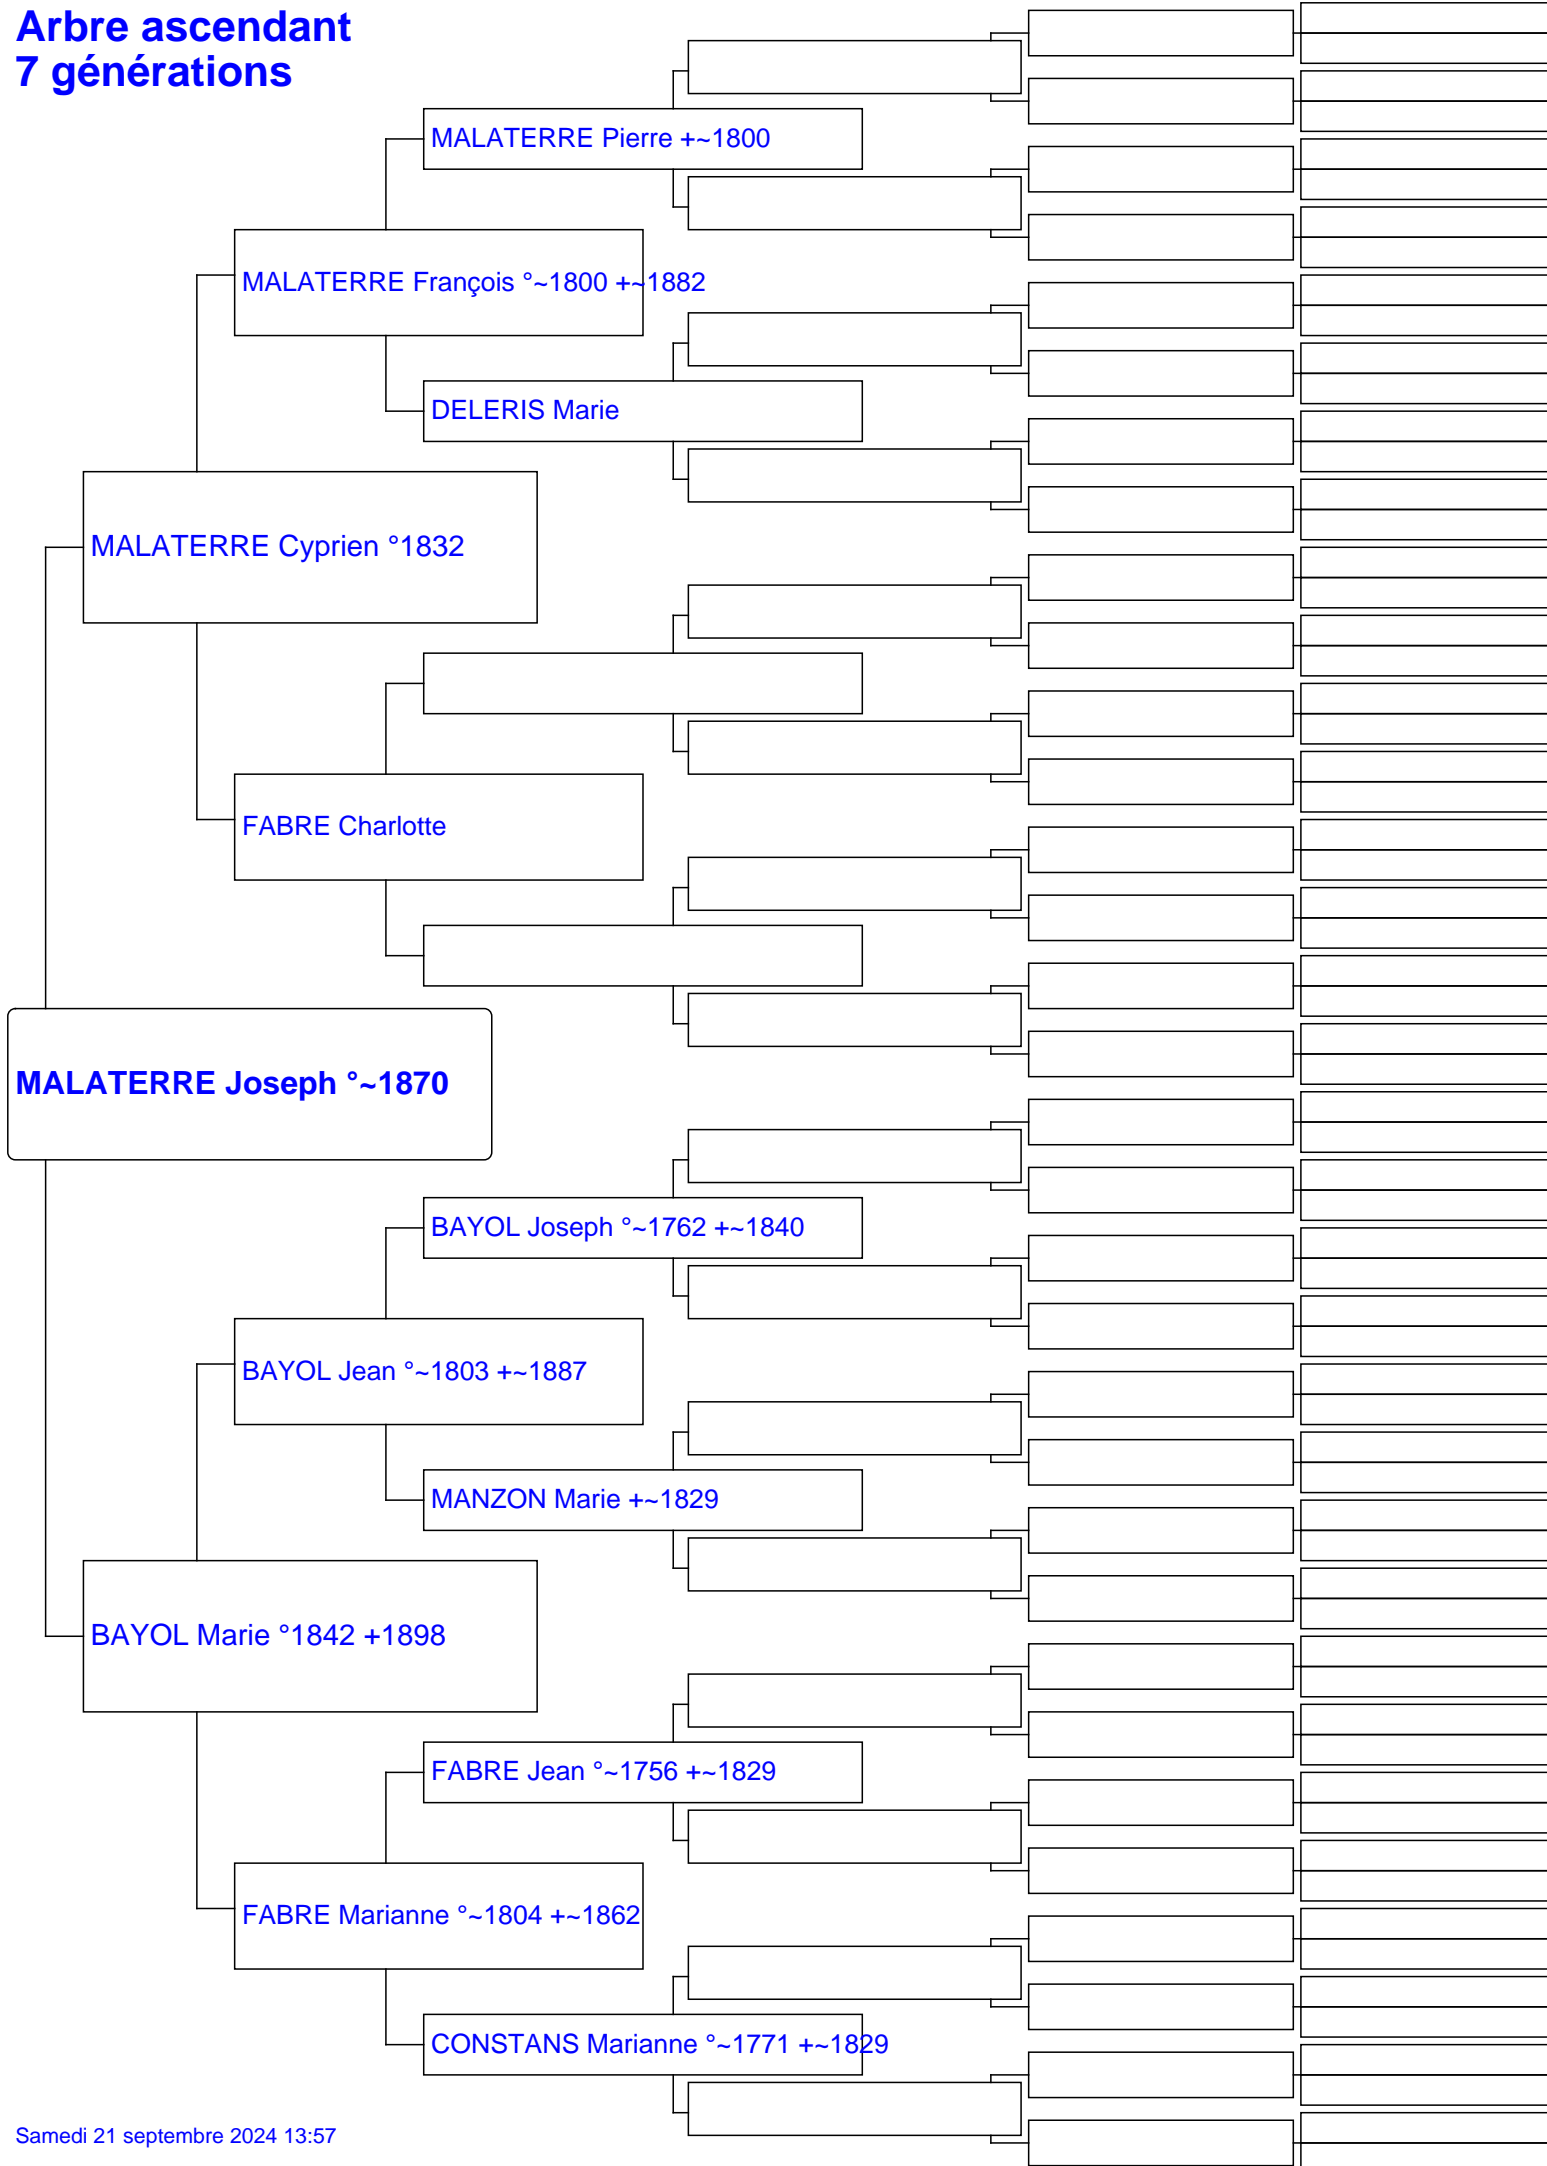 Arbre ascendant
7 générations
MALATERRE Pierre +~1800
MALATERRE François °~1800 +~1882
DELERIS Marie
MALATERRE Cyprien °1832
FABRE Charlotte
MALATERRE Joseph °~1870
BAYOL Joseph °~1762 +~1840
BAYOL Jean °~1803 +~1887
MANZON Marie +~1829
BAYOL Marie °1842 +1898
FABRE Jean °~1756 +~1829
FABRE Marianne °~1804 +~1862
CONSTANS Marianne °~1771 +~1829
Samedi 21 septembre 2024 13:57